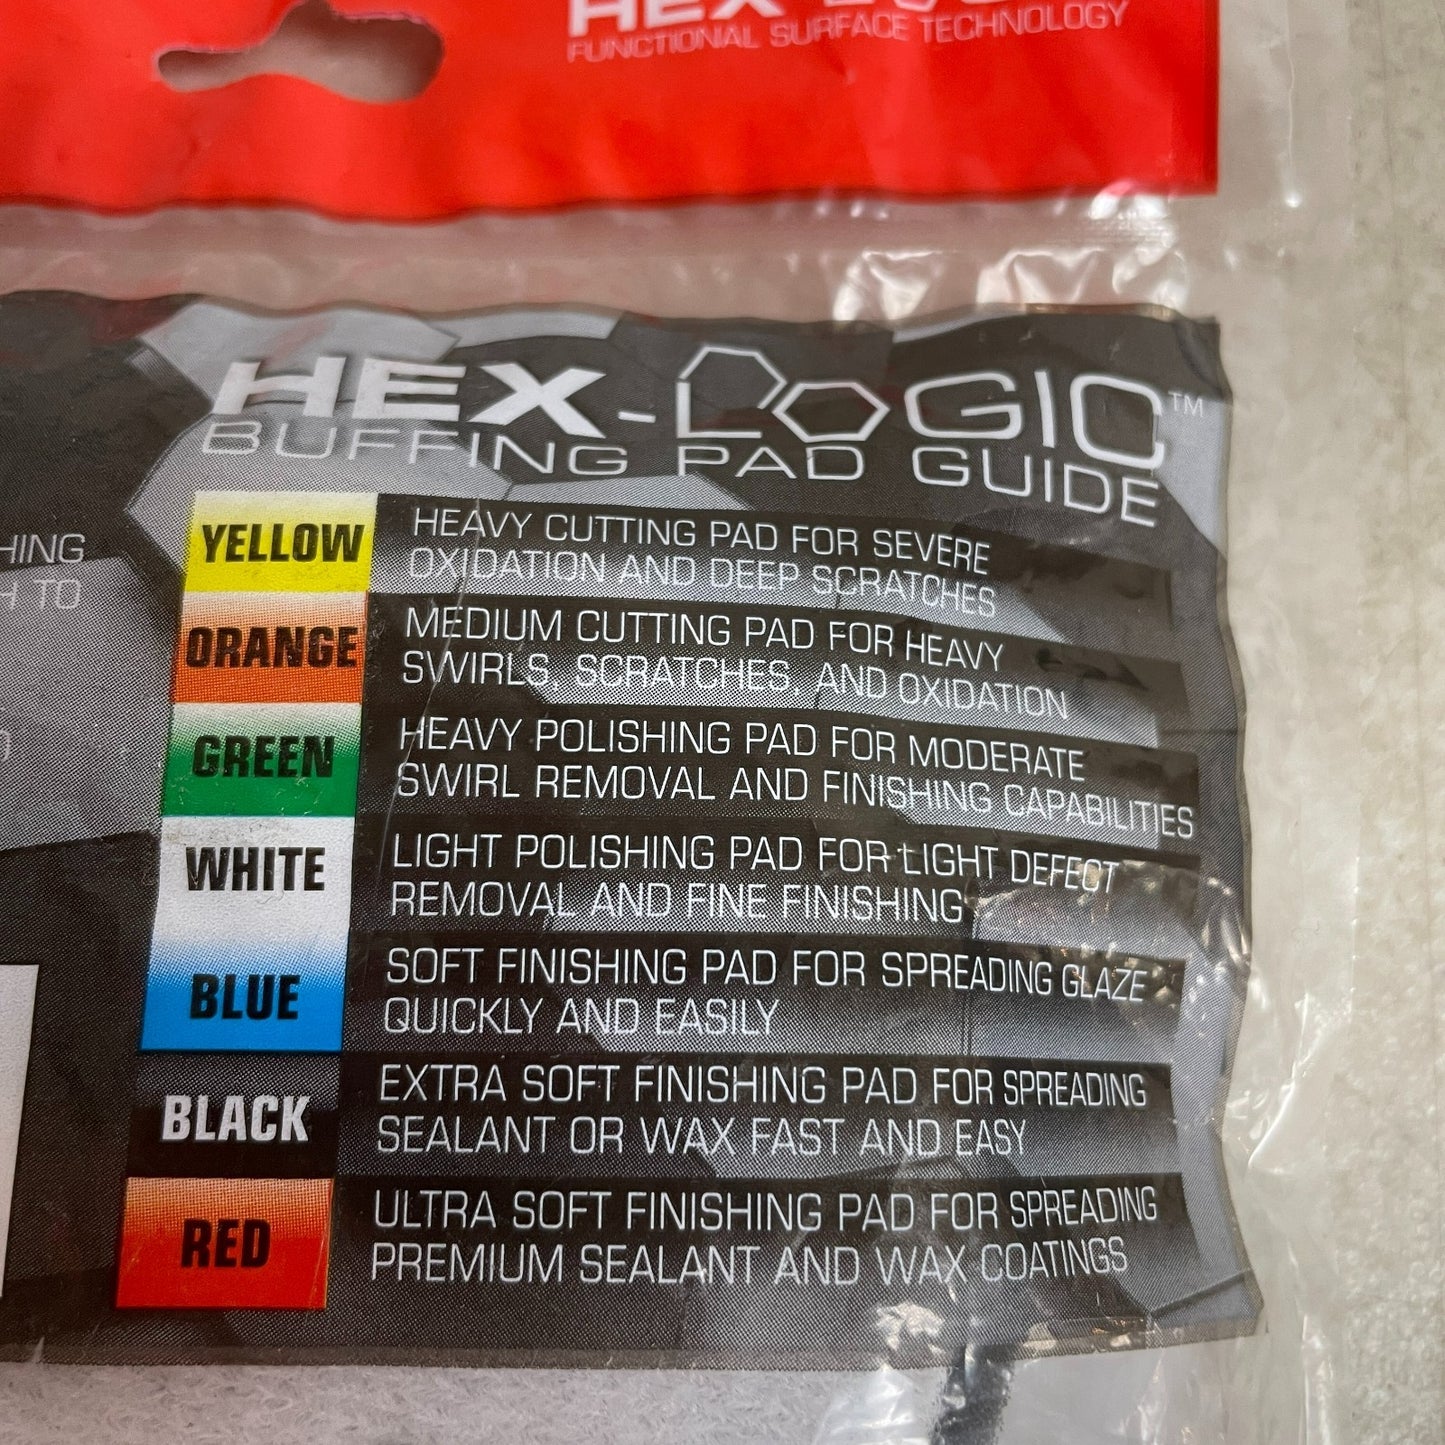 HEX-LOGIC
FUNCTIONAL SURFACE TECHNOLOGY
HEX-LOGIC™
BUFFING PAD GUIDE
HING
H TO
YELLOW HEAVY CUTTING PAD FOR SEVERE
OXIDATION AND DEEP SCRATCHES
ORANGE MEDIUM CUTTING PAD FOR HEAVY
SWIRLS, SCRATCHES, AND OXIDATION
GREEN HEAVY POLISHING PAD FOR MODERATE
SWIRL REMOVAL AND FINISHING CAPABILITIES
WHITE LIGHT POLISHING PAD FOR LIGHT DEFECT
REMOVAL AND FINE FINISHING
BLUE SOFT FINISHING PAD FOR SPREADING GLAZE
QUICKLY AND EASILY
BLACK EXTRA SOFT FINISHING PAD FOR SPREADING
SEALANT OR WAX FAST AND EASY
RED ULTRA SOFT FINISHING PAD FOR SPREADING
PREMIUM SEALANT AND WAX COATINGS